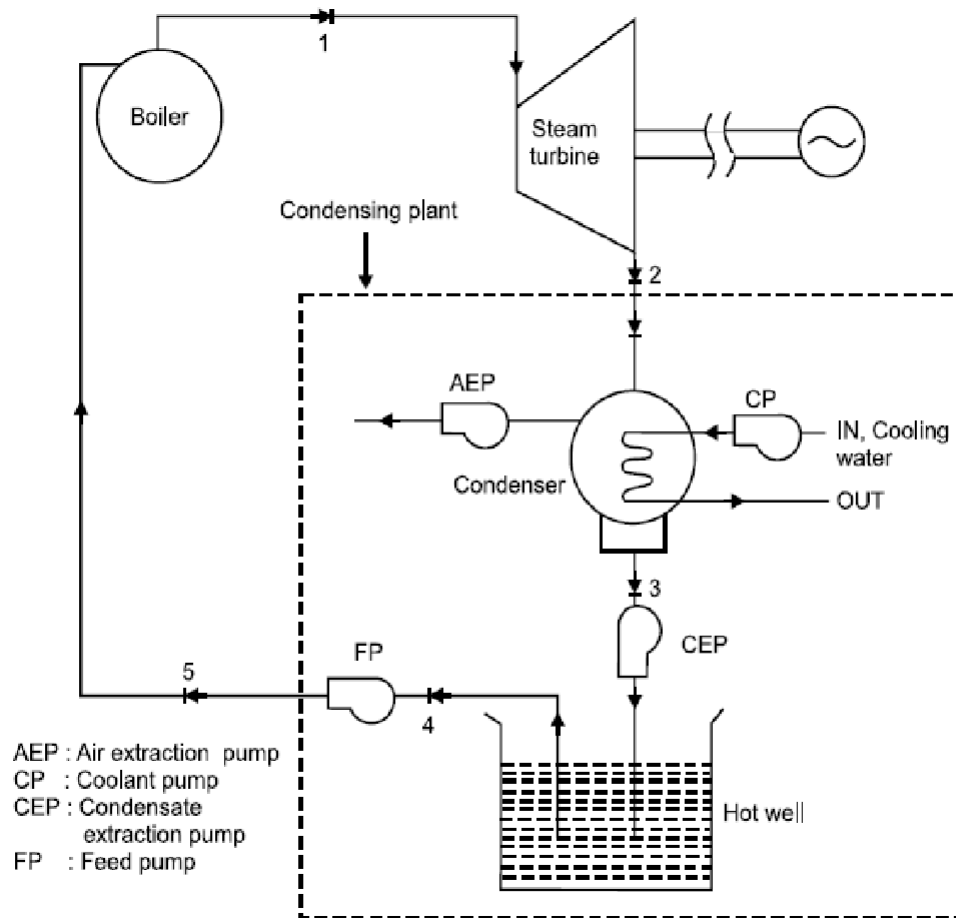 1
Boiler
Steam
turbine
Condensing plant
2
AEP
CP
IN, Cooling
water
Condenser
OUT
3
CEP
FP
5
4
AEP : Air extraction pump
CP : Coolant pump
CEP : Condensate
extraction pump
FP : Feed pump
Hot well